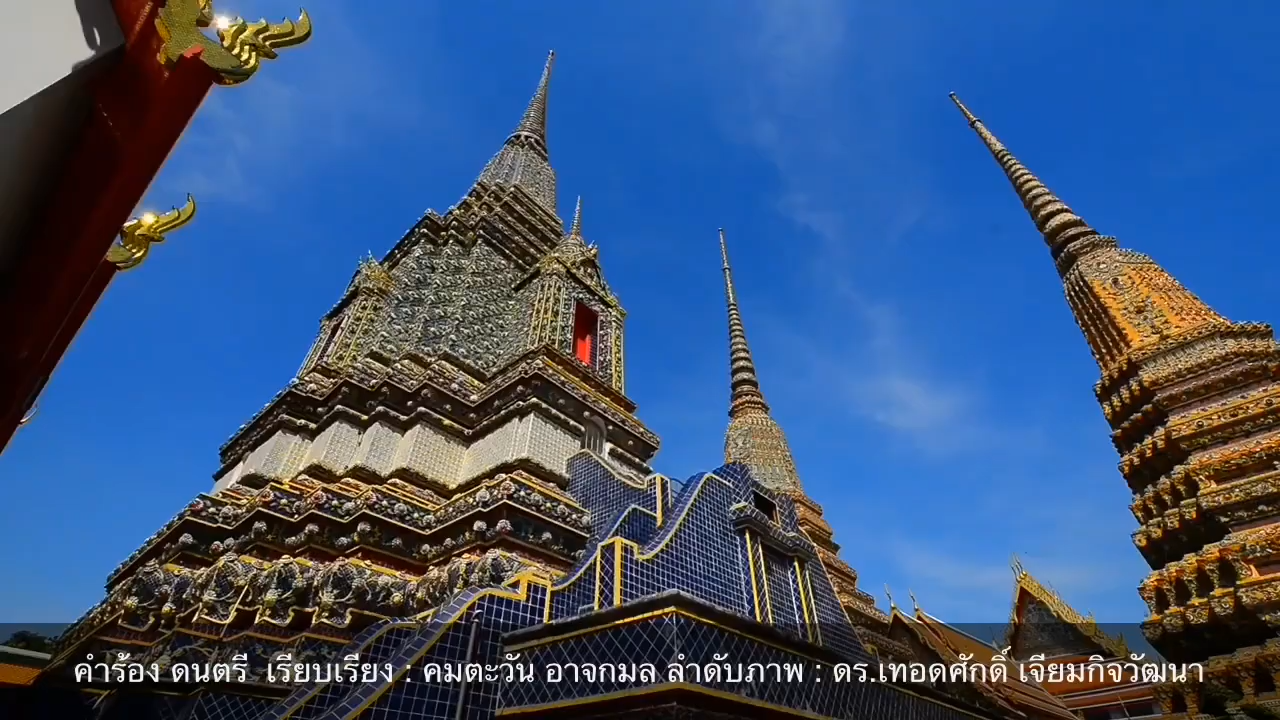 คำร้อง ดนตรี เรียบเรียง : คมตะวัน อาจกมล ลำดับภาพ : ดร.เทอดศักดิ์ เจียมกิจวัฒนา